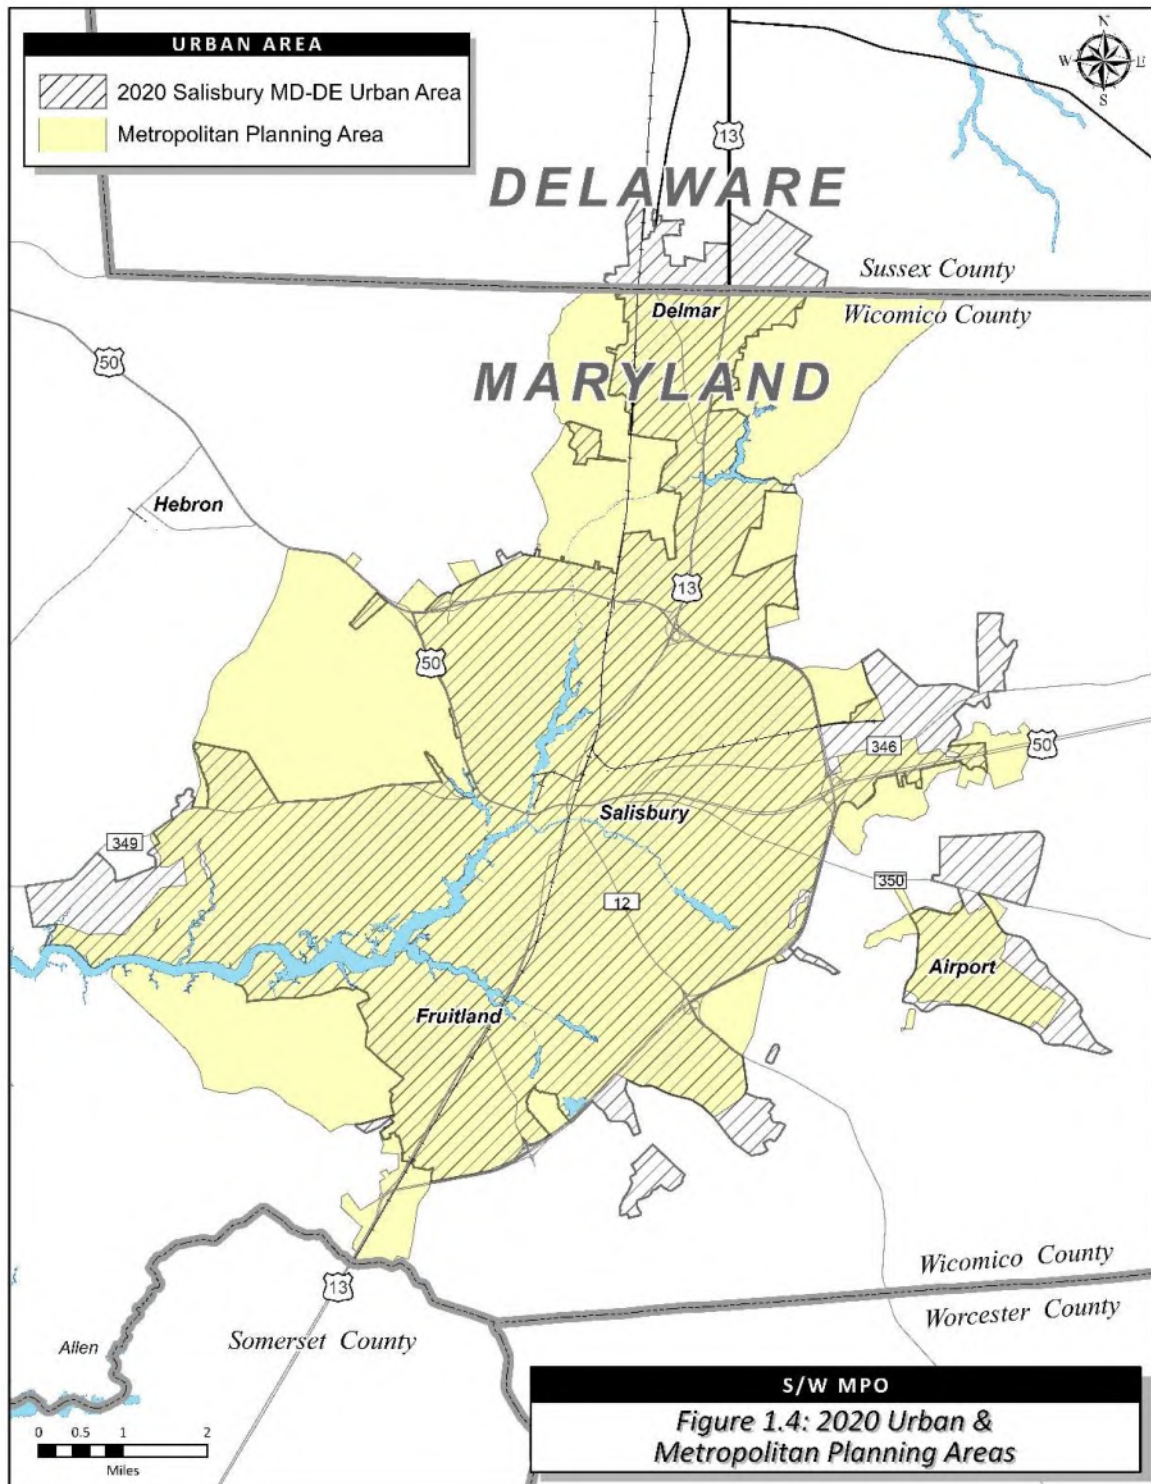 URBAN AREA
2020 Salisbury MD-DE Urban Area
Metropolitan Planning Area
N
W
E
S
13
DELAWARE
Sussex County
Wicomico County
Delmar
50
MARYLAND
Hebron
13
50
346
50
Salisbury
349
350
12
Airport
Fruitland
Wicomico County
13
Worcester County
Somerset County
Allen
0 0.5 1 2
Miles
S/W MPO
Figure 1.4: 2020 Urban &
Metropolitan Planning Areas